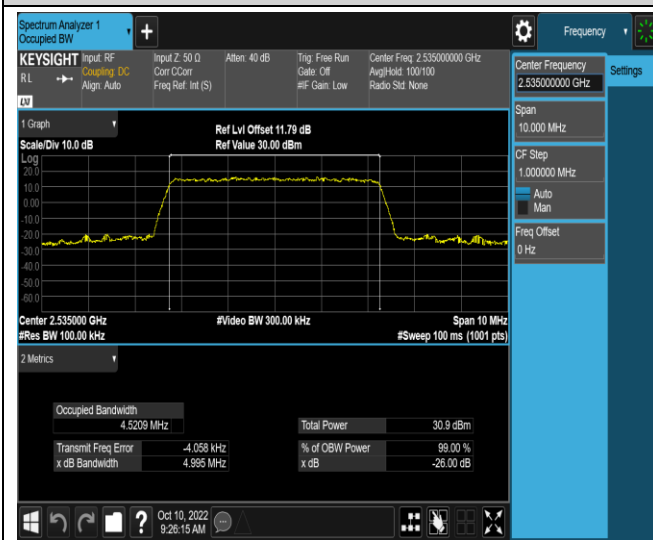 Spectrum Analyzer 1
Occupied BW
Frequency
KEYSIGHT
RL
LXI
Input: RF
Coupling: DC
Align: Auto
Input Z: 50 Ω
Corr CCorr
Freq Ref: Int (S)
Atten: 40 dB
Trig: Free Run
Gate: Off
#IF Gain: Low
Center Freq: 2.535000000 GHz
Avg|Hold: 100/100
Radio Std: None
Center Frequency
2.535000000 GHz
Settings
Span
10.000 MHz
CF Step
1.000000 MHz
Auto
Man
Freq Offset
0 Hz
1 Graph
Scale/Div 10.0 dB
Ref Lvl Offset 11.79 dB
Ref Value 30.00 dBm
Log
20.0
10.0
0.00
-10.0
-20.0
-30.0
-50.0
-60.0
Center 2.535000 GHz
#Res BW 100.00 kHz
#Video BW 300.00 kHz
Span 10 MHz
#Sweep 100 ms (1001 pts)
2 Metrics
Occupied Bandwidth
4.5209 MHz
Total Power 30.9 dBm
Transmit Freq Error -4.058 kHz
% of OBW Power 99.00 %
x dB Bandwidth 4.995 MHz
x dB -26.00 dB
?
Oct 10, 2022
9:26:15 AM